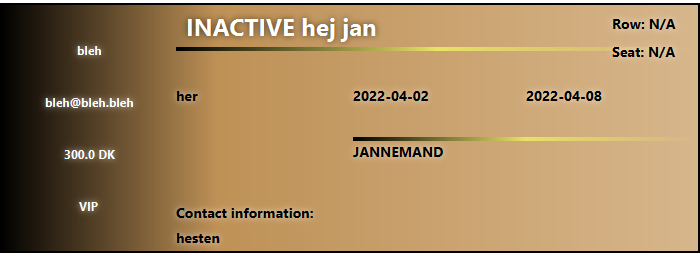 INACTIVE hej jan
Row: N/A
Seat: N/A
bleh
bleh@bleh.bleh
300.0 DK
VIP
her
2022-04-02
2022-04-08
JANNEMAND
Contact information:
hesten